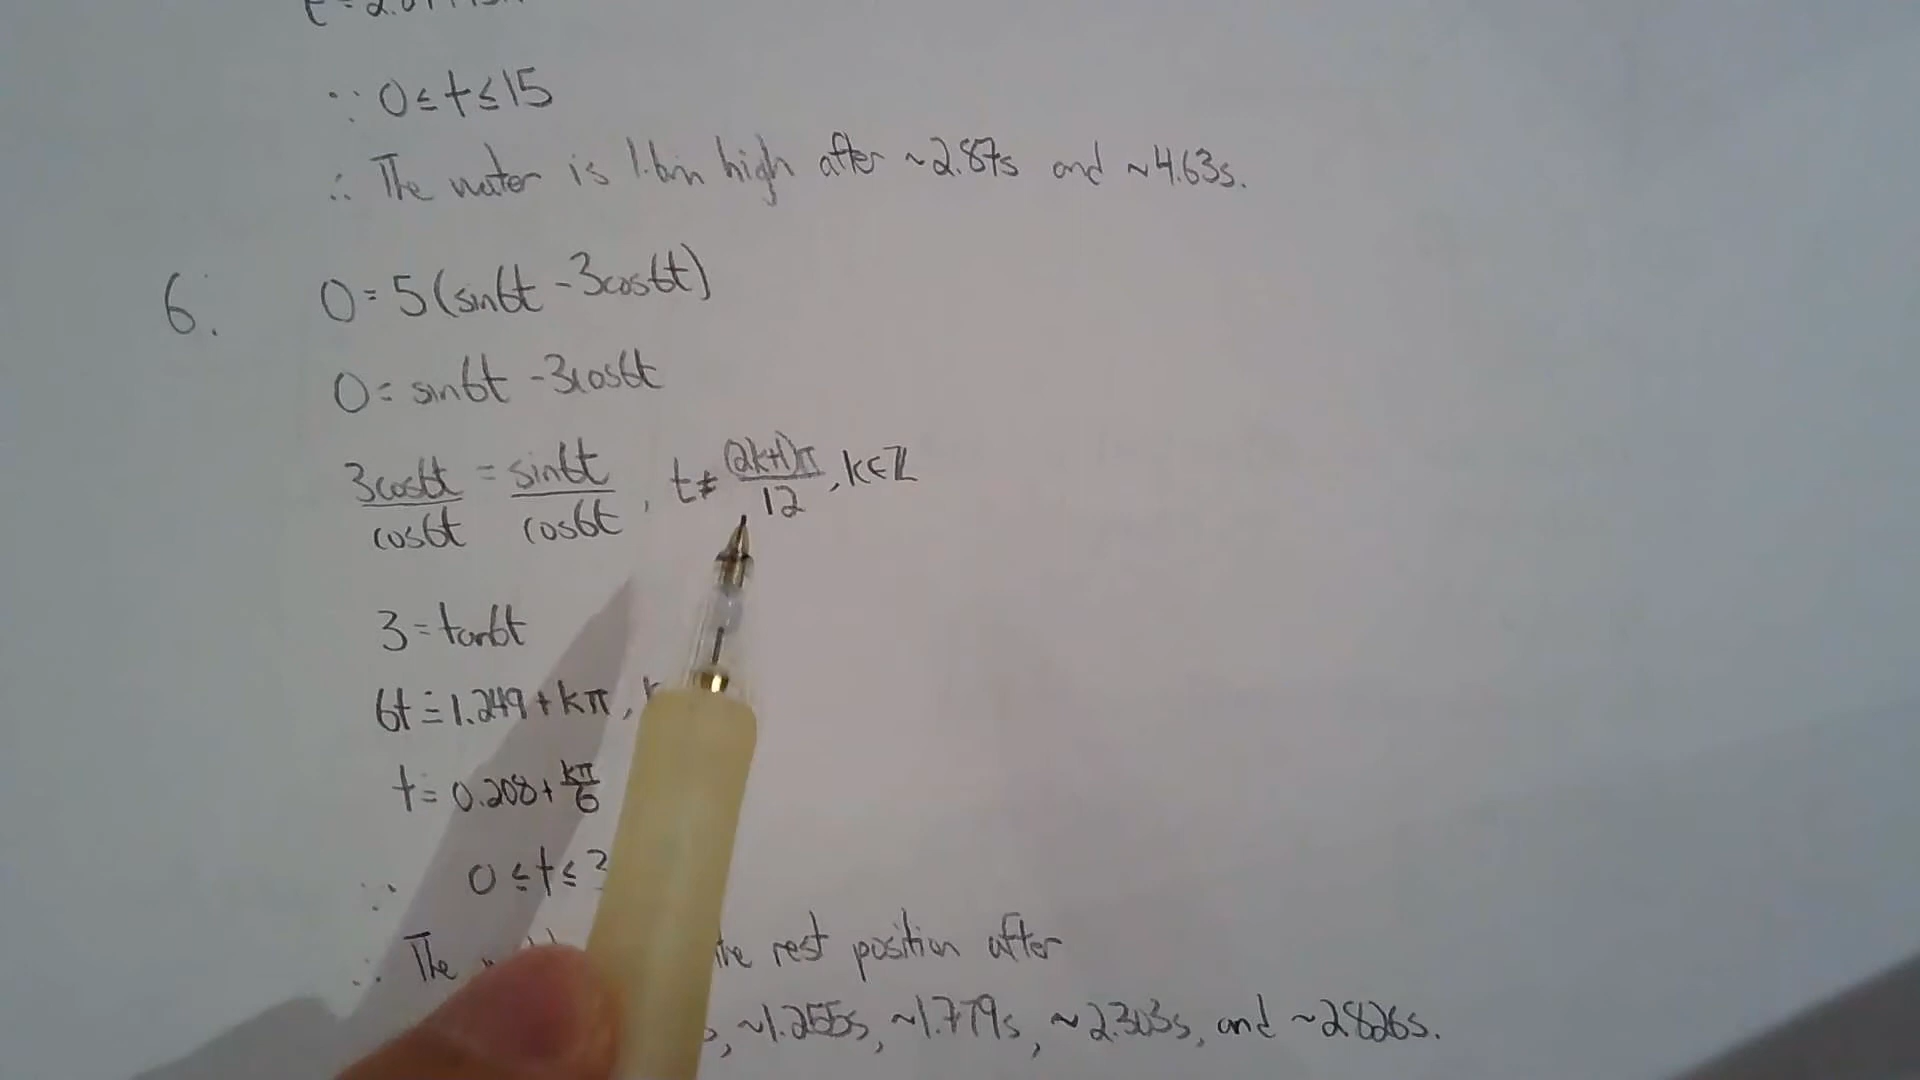 ∵ 0≤t≤15
∴ The water is 1.6m high after ~2.87s and ~4.63s.
6. 0=5(sin6t-3cos6t)
0=sin6t-3cos6t
3cos6t/cos6t = sin6t/cos6t, t≠(2k+1)π/12, k∈ℤ
3=tan6t
6t≐1.249+kπ,
t≐0.208+kπ/6
∵ 0≤t≤3
∴ The the rest position after
s, ~1.255s, ~1.779s, ~2.303s, and ~2.826s.